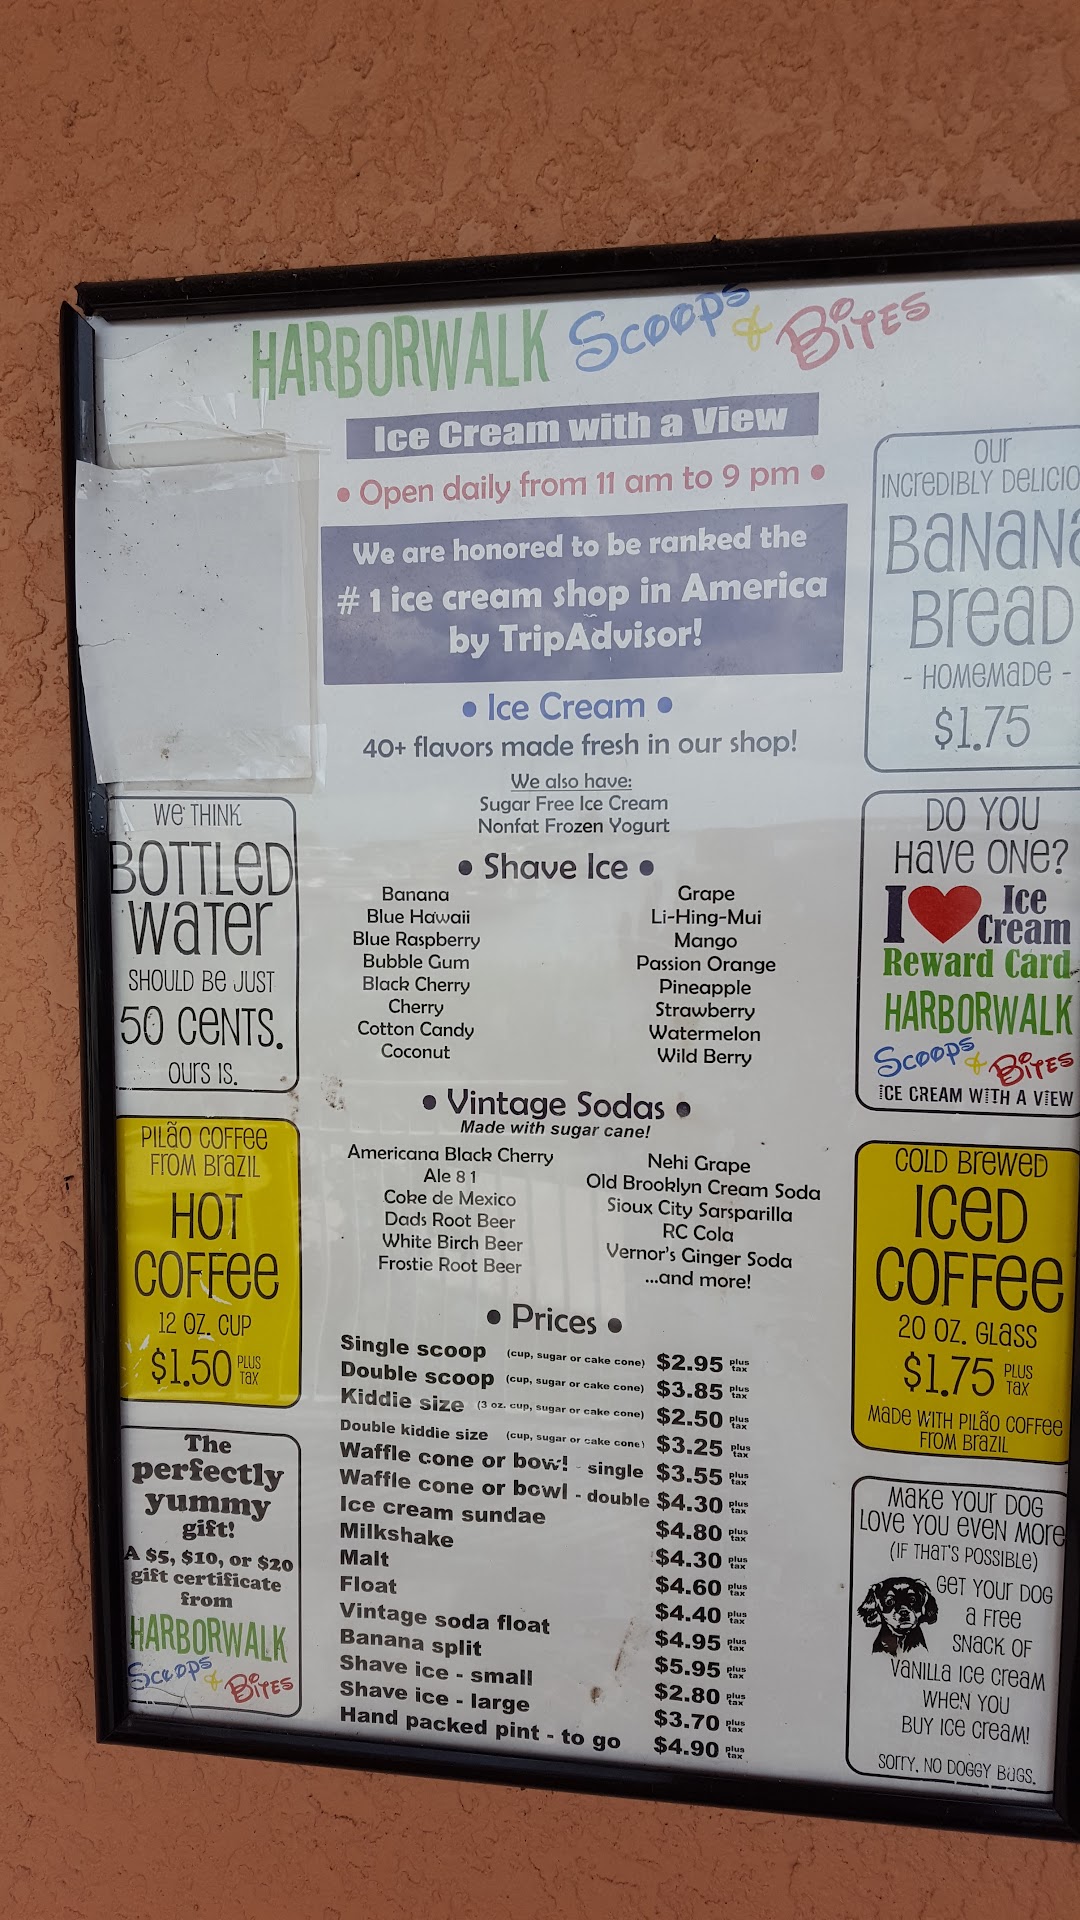 HARBORWALK Scoops & Bites
Ice Cream with a View
• Open daily from 11 am to 9 pm •
We are honored to be ranked the
# 1 ice cream shop in America
by TripAdvisor!
• Ice Cream •
40+ flavors made fresh in our shop!
We also have:
Sugar Free Ice Cream
Nonfat Frozen Yogurt
• Shave Ice •
Banana
Blue Hawaii
Blue Raspberry
Bubble Gum
Black Cherry
Cherry
Cotton Candy
Coconut
Grape
Li-Hing-Mui
Mango
Passion Orange
Pineapple
Strawberry
Watermelon
Wild Berry
• Vintage Sodas •
Made with sugar cane!
Americana Black Cherry
Ale 8 1
Coke de Mexico
Dads Root Beer
White Birch Beer
Frostie Root Beer
Nehi Grape
Old Brooklyn Cream Soda
Sioux City Sarsparilla
RC Cola
Vernor's Ginger Soda
...and more!
• Prices •
Single scoop (cup, sugar or cake cone) $2.95 plus tax
Double scoop (cup, sugar or cake cone) $3.85 plus tax
Kiddie size (3 oz. cup, sugar or cake cone) $2.50 plus tax
Double kiddie size (cup, sugar or cake cone) $3.25 plus tax
Waffle cone or bowl - single $3.55 plus tax
Waffle cone or bowl - double $4.30 plus tax
Ice cream sundae $4.80 plus tax
Milkshake $4.30 plus tax
Malt $4.60 plus tax
Float $4.40 plus tax
Vintage soda float $4.95 plus tax
Banana split $5.95 plus tax
Shave ice - small $2.80 plus tax
Shave ice - large $3.70 plus tax
Hand packed pint - to go $4.90 plus tax
We THINK
BOTTLeD
WaTer
SHOULD Be JUST
50 CeNTS.
OUrS IS.
PILão COFFee
FrOM BraZIL
HOT
COFFee
12 OZ. CUP
$1.50 PLUS TaX
The
perfectly
yummy
gift!
A $5, $10, or $20
gift certificate
from
HARBORWALK
Scoops & Bites
OUr
INCreDIBLY DELICIO
BaNaNa
BreaD
- HOMeMaDe -
$1.75
DO YOU
Have ONe?
I ♥ Ice
Cream
Reward Card
HARBORWALK
Scoops & Bites
ICE CREAM WITH A VIEW
COLD BreWeD
ICeD
COFFee
20 OZ. GLaSS
$1.75 PLUS TaX
MaDe WITH PILão COFFee
FrOM BraZIL
MaKe YOUr DOG
LOVe YOU eVeN MOre
(IF THaT'S POSSIBLe)
GeT YOUr DOG
a Free
SNaCK OF
VaNILLa ICe CreaM
WHeN YOU
BUY ICe CreaM!
SOrrY, NO DOGGY BaGS.